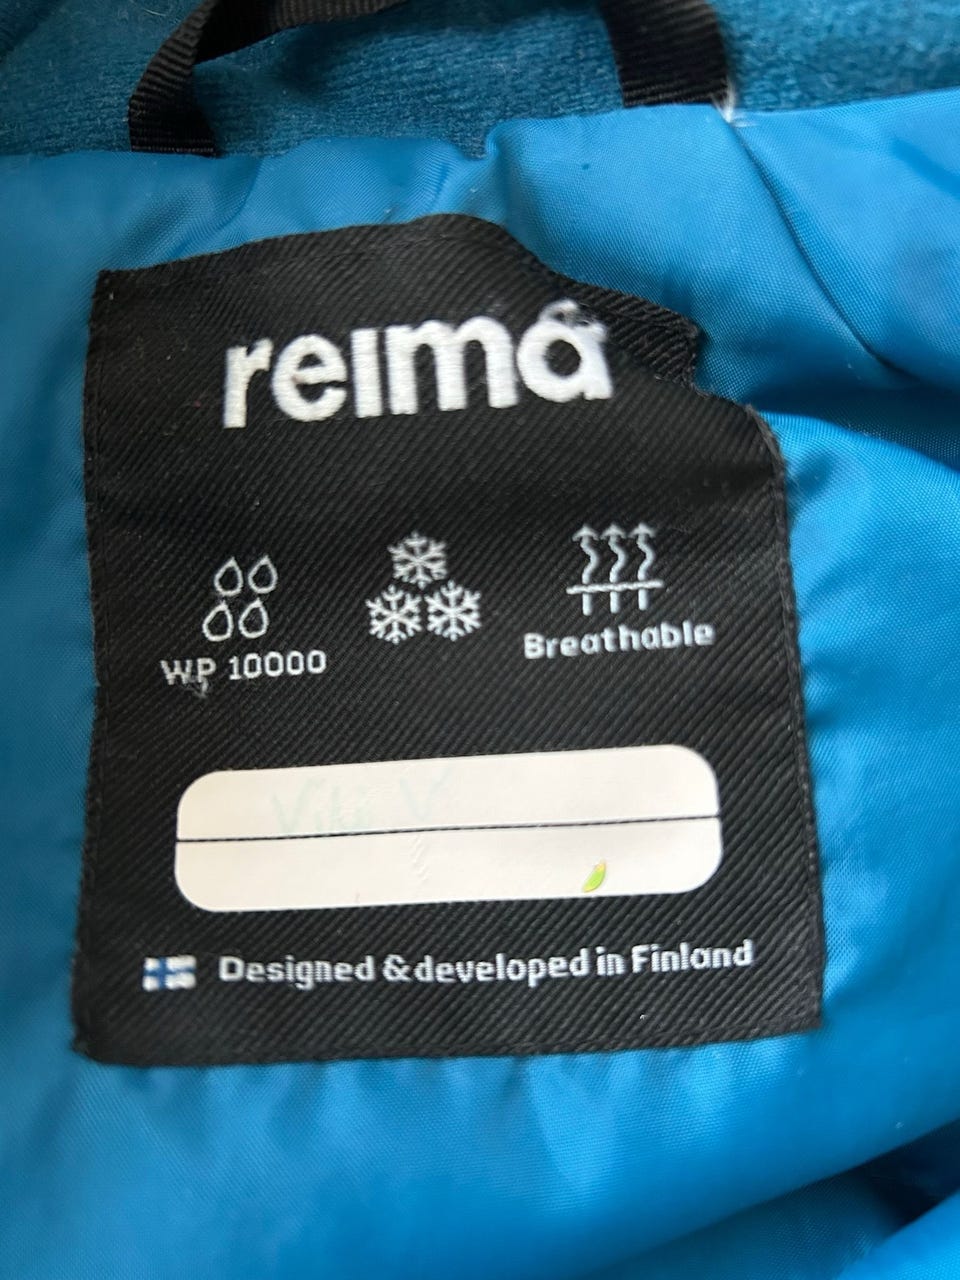 reima
WP 10000
Breathable
Designed & developed in Finland